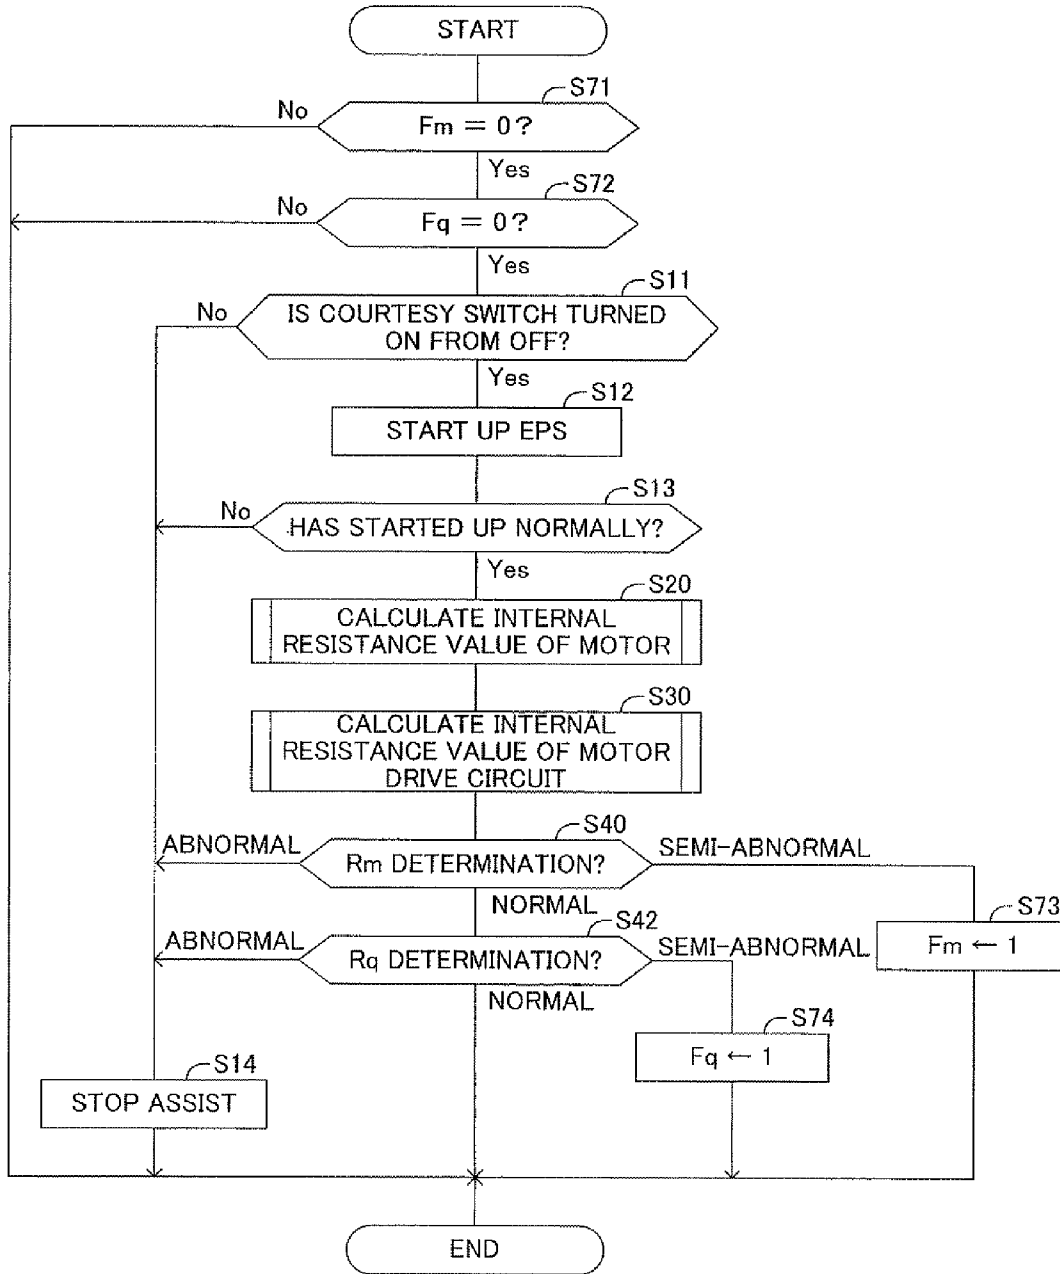 START
S71
No
Fm = 0?
Yes
S72
No
Fq = 0?
Yes
S11
No
IS COURTESY SWITCH TURNED
ON FROM OFF?
Yes
S12
START UP EPS
S13
No
HAS STARTED UP NORMALLY?
Yes
S20
CALCULATE INTERNAL
RESISTANCE VALUE OF MOTOR
S30
CALCULATE INTERNAL
RESISTANCE VALUE OF MOTOR
DRIVE CIRCUIT
S40
ABNORMAL
Rm DETERMINATION?
SEMI-ABNORMAL
NORMAL
S73
Fm ← 1
S42
ABNORMAL
Rq DETERMINATION?
SEMI-ABNORMAL
NORMAL
S74
Fq ← 1
S14
STOP ASSIST
END